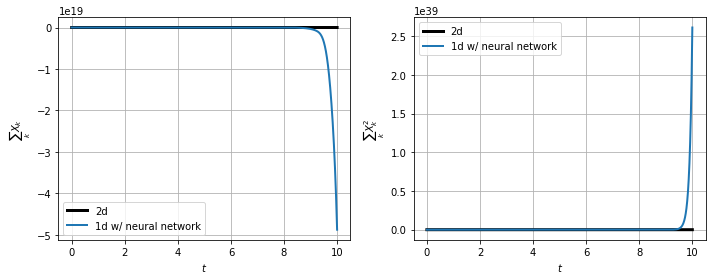 1e19
0
−1
−2
−3
−4
−5
0 2 4 6 8 10
t
∑ₖ Xₖ
2d
1d w/ neural network
1e39
2.5
2.0
1.5
1.0
0.5
0.0
0 2 4 6 8 10
t
∑ₖ Xₖ²
2d
1d w/ neural network